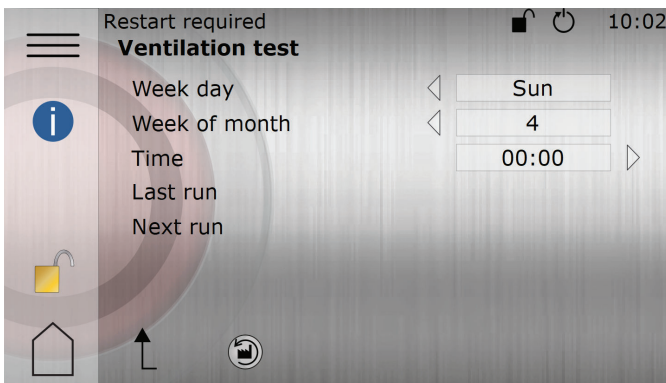 Restart required 10:02
Ventilation test
Week day Sun
Week of month 4
Time 00:00
Last run
Next run
i